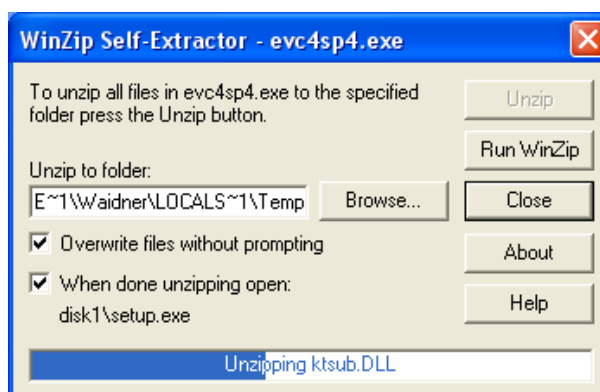 WinZip Self-Extractor - evc4sp4.exe
To unzip all files in evc4sp4.exe to the specified
folder press the Unzip button.
Unzip
Run WinZip
Unzip to folder:
E~1\Waidner\LOCALS~1\Temp
Browse...
Close
Overwrite files without prompting
About
When done unzipping open:
disk1\setup.exe
Help
Unzipping ktsub.DLL